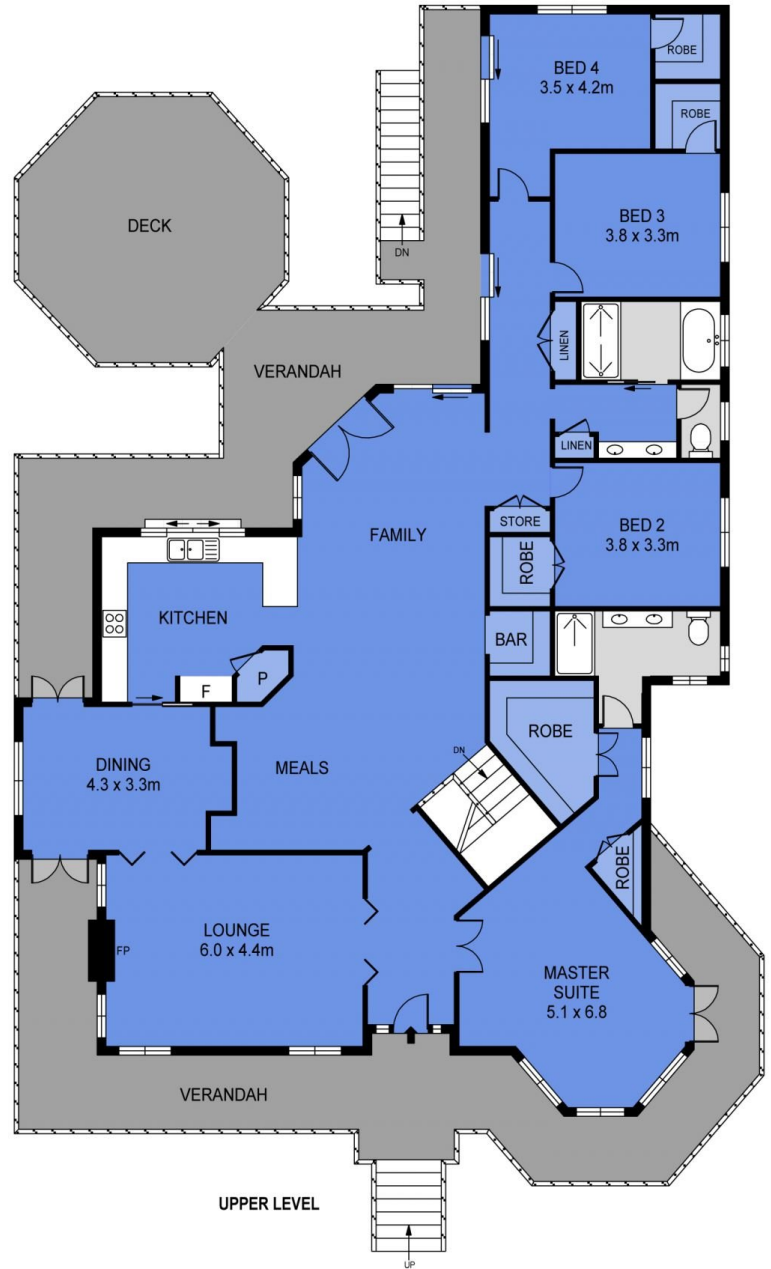 ROBE
BED 4
3.5 x 4.2m
ROBE
DECK
BED 3
3.8 x 3.3m
DN
LINEN
VERANDAH
LINEN
STORE
BED 2
3.8 x 3.3m
FAMILY
ROBE
KITCHEN
BAR
F
P
ROBE
DINING
4.3 x 3.3m
MEALS
DN
ROBE
LOUNGE
6.0 x 4.4m
FP
MASTER
SUITE
5.1 x 6.8
VERANDAH
UPPER LEVEL
UP